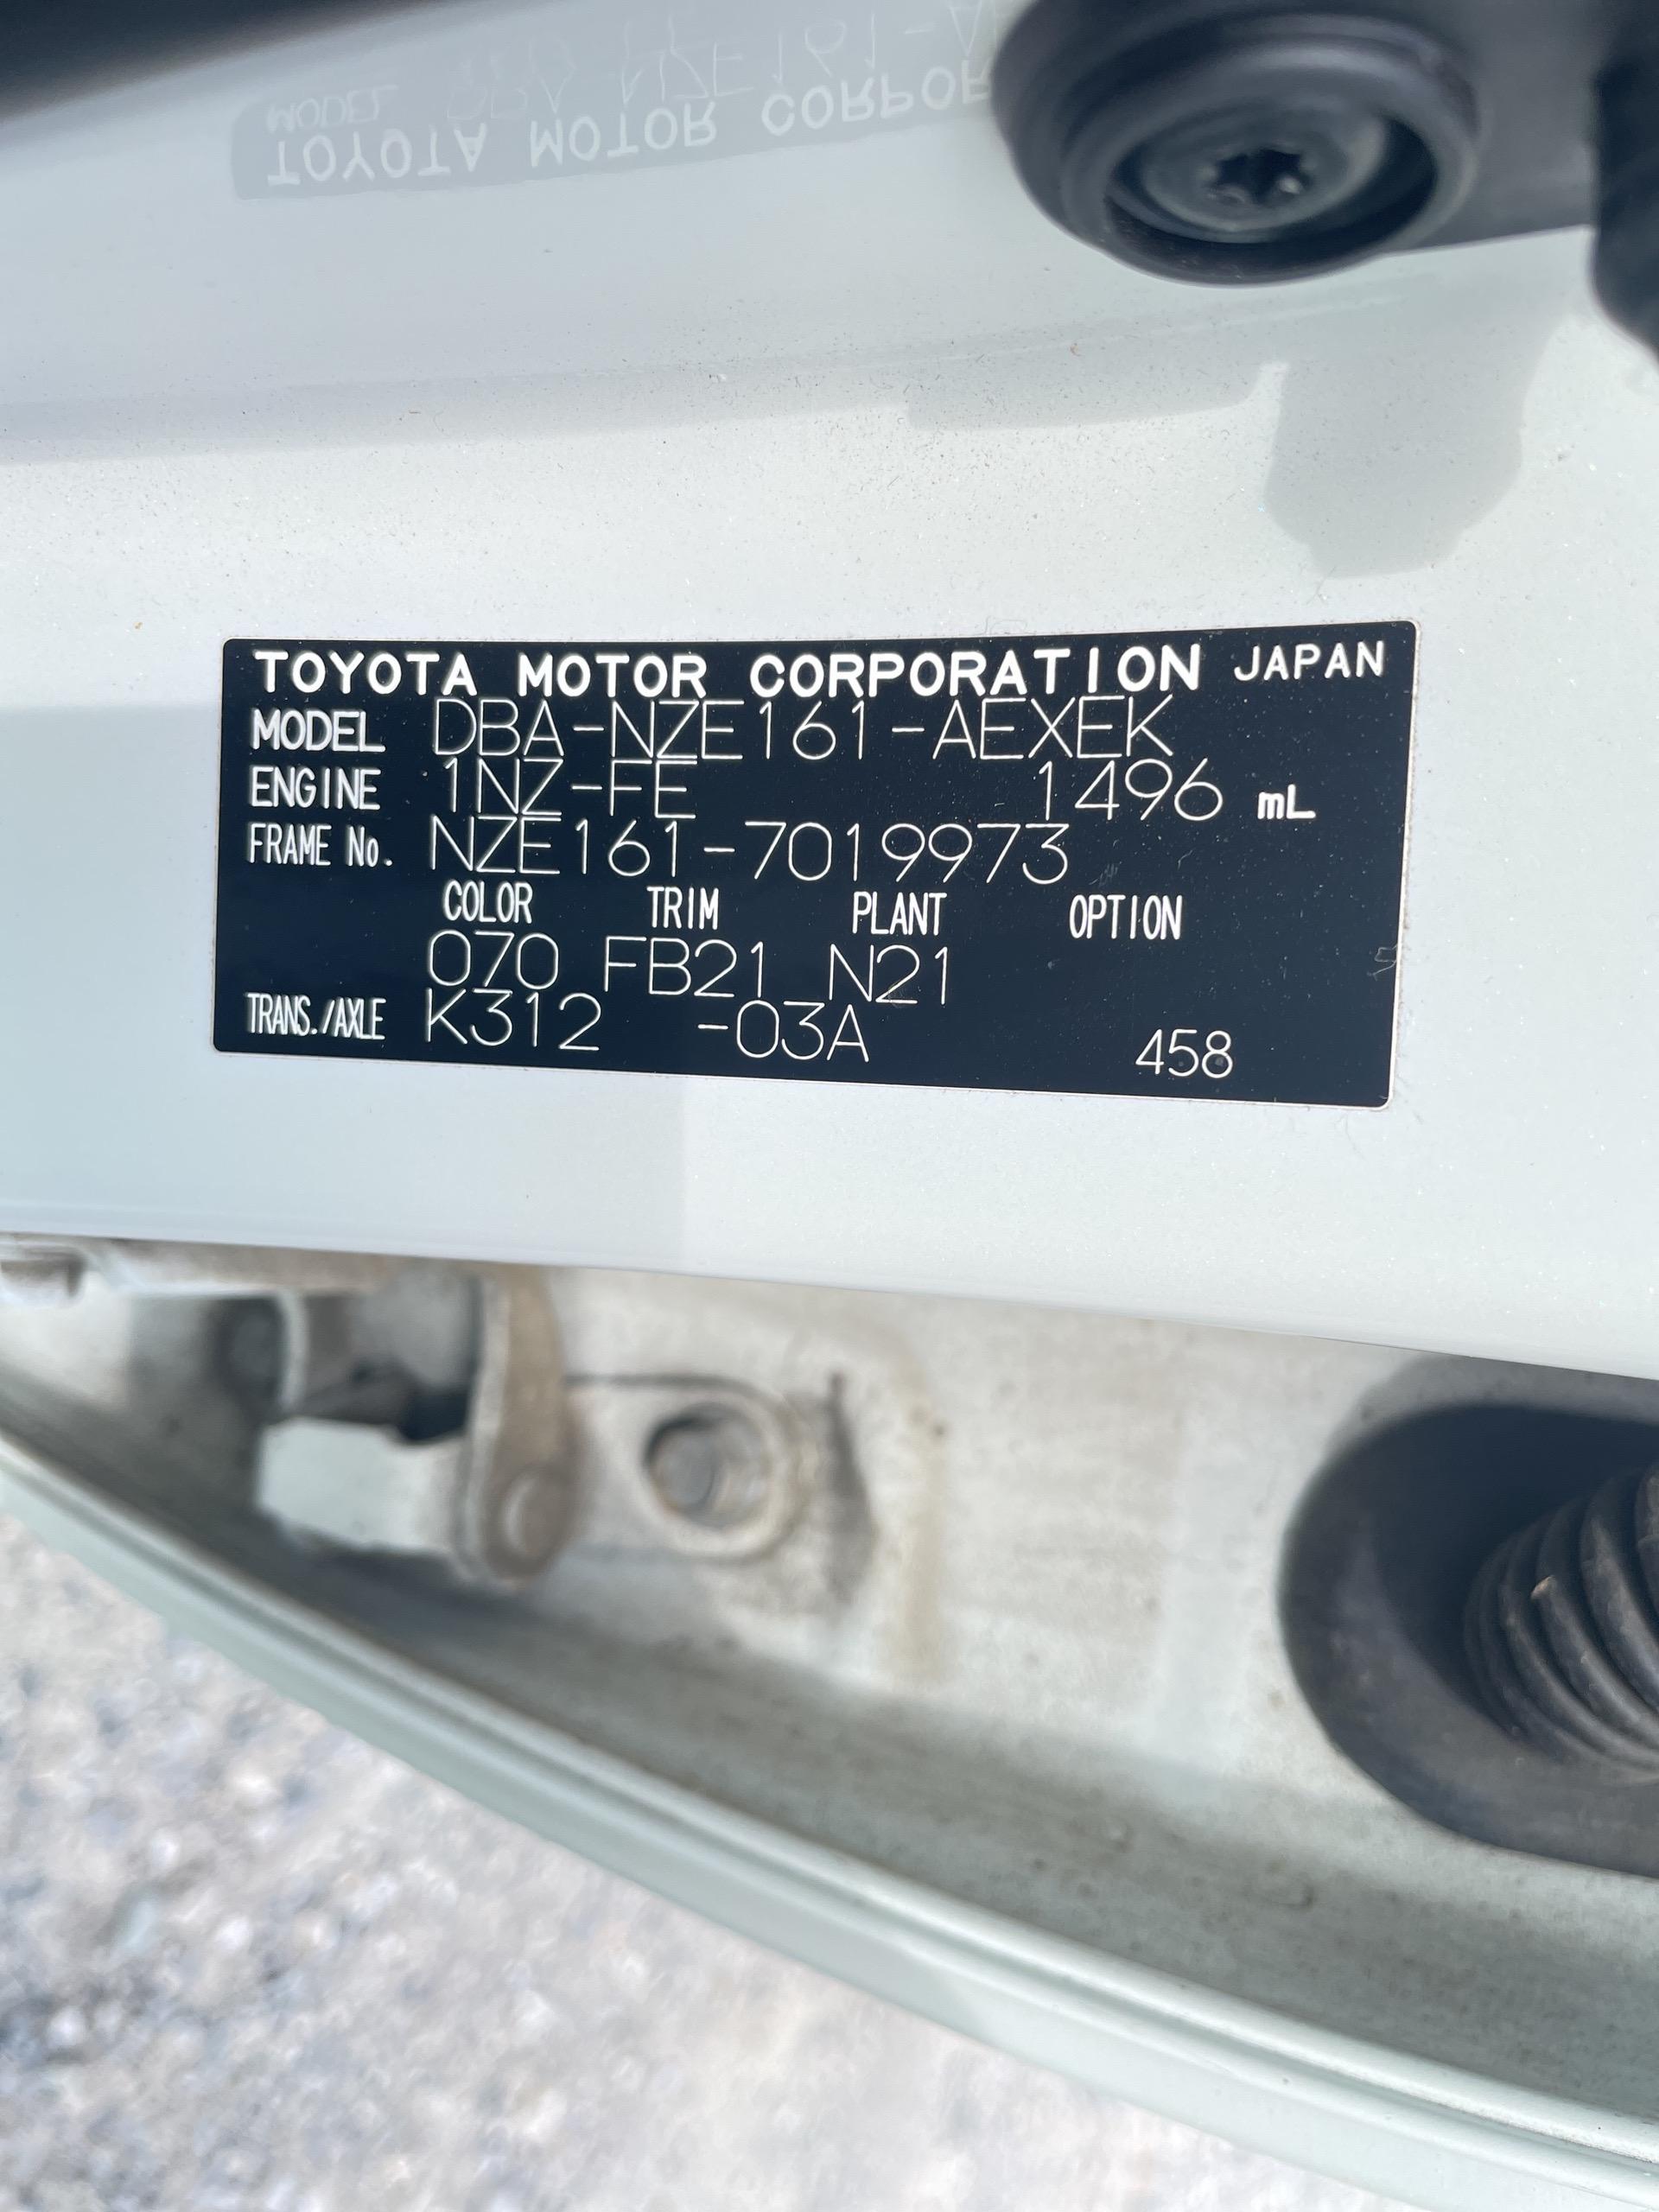 TOYOTA MOTOR CORPORATION JAPAN
MODEL DBA-NZE161-AEXEK
ENGINE 1NZ-FE 1496 mL
FRAME No. NZE161-7019973
COLOR TRIM PLANT OPTION
070 FB21 N21
TRANS./AXLE K312 -03A 458